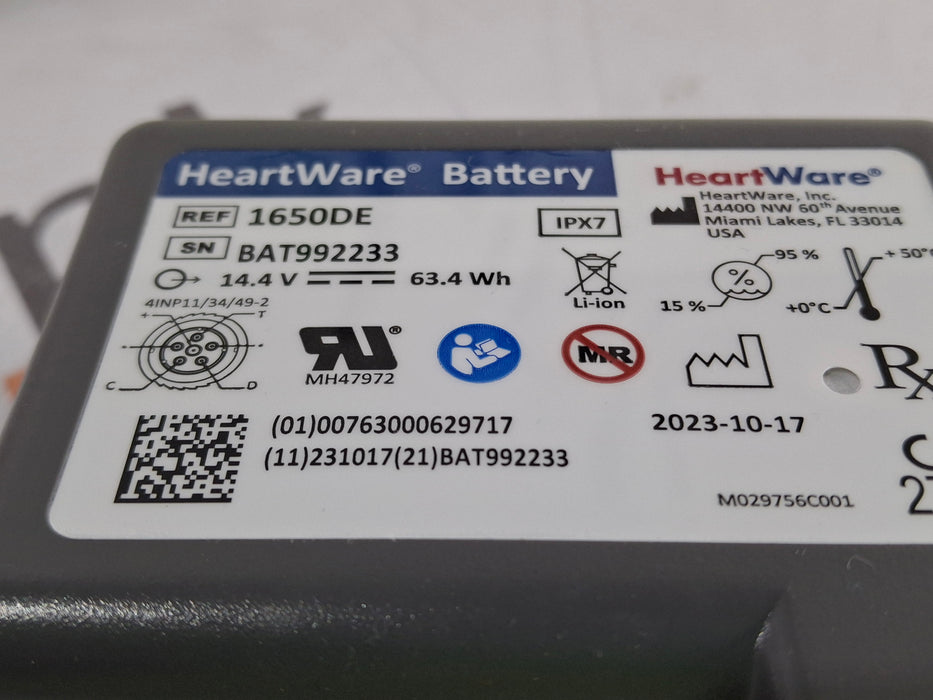 HeartWare® Battery
HeartWare®
HeartWare, Inc.
14400 NW 60th Avenue
Miami Lakes, FL 33014
USA
REF 1650DE
IPX7
SN BAT992233
14.4 V 63.4 Wh
Li-ion
95 %
%
15 %
+ 50°
+0°C
4INP11/34/49-2
+ T
- -
C D
®
MH47972
MR
Rx
2023-10-17
(01)00763000629717
(11)231017(21)BAT992233
M029756C001